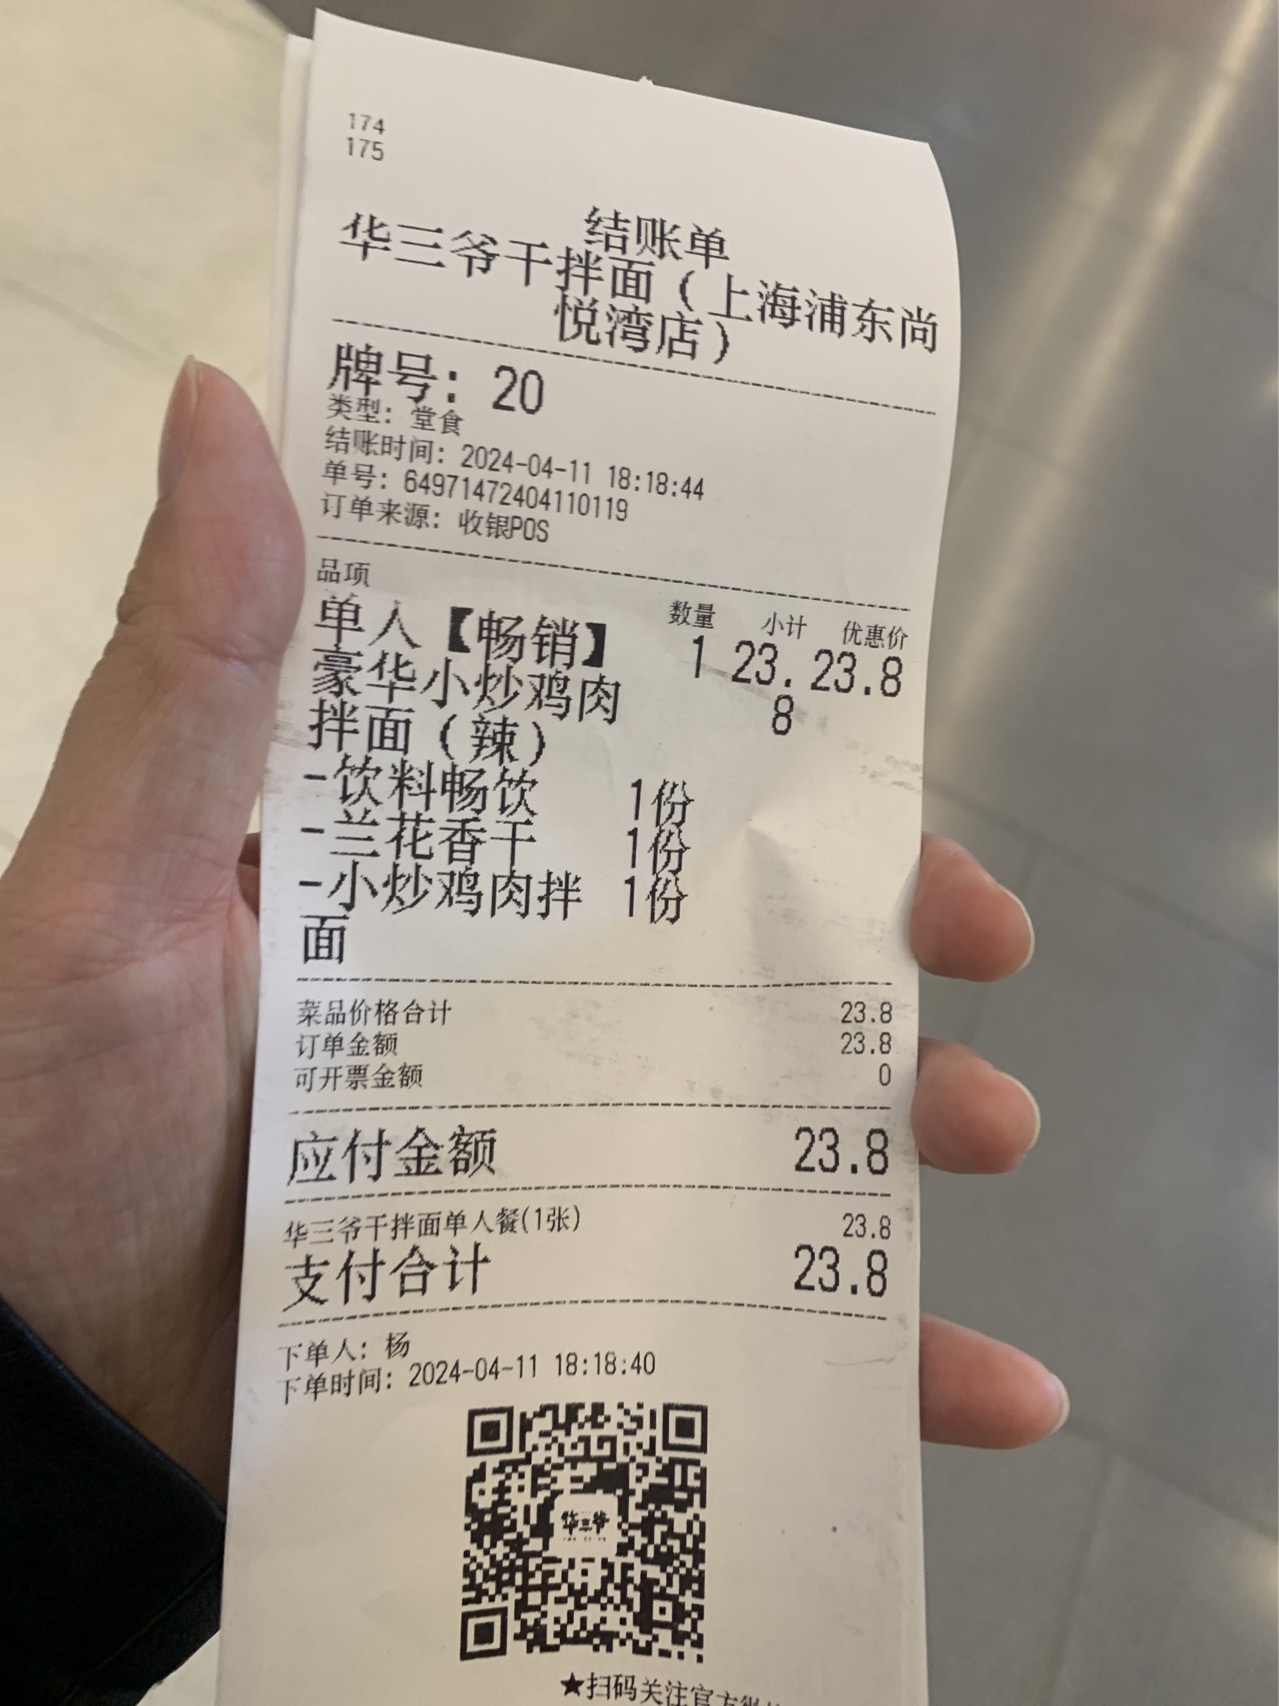 174
175
结账单
华三爷干拌面（上海浦东尚
悦湾店）
牌号: 20
类型: 堂食
结账时间: 2024-04-11 18:18:44
单号: 64971472404110119
订单来源: 收银POS
品项 数量 小计 优惠价
单人【畅销】 1 23. 23.8
豪华小炒鸡肉 8
拌面（辣）
-饮料畅饮 1份
-兰花香干 1份
-小炒鸡肉拌 1份
面
菜品价格合计 23.8
订单金额 23.8
可开票金额 0
应付金额 23.8
华三爷干拌面单人餐(1张) 23.8
支付合计 23.8
下单人: 杨
下单时间: 2024-04-11 18:18:40
华三爷
★扫码关注官方微